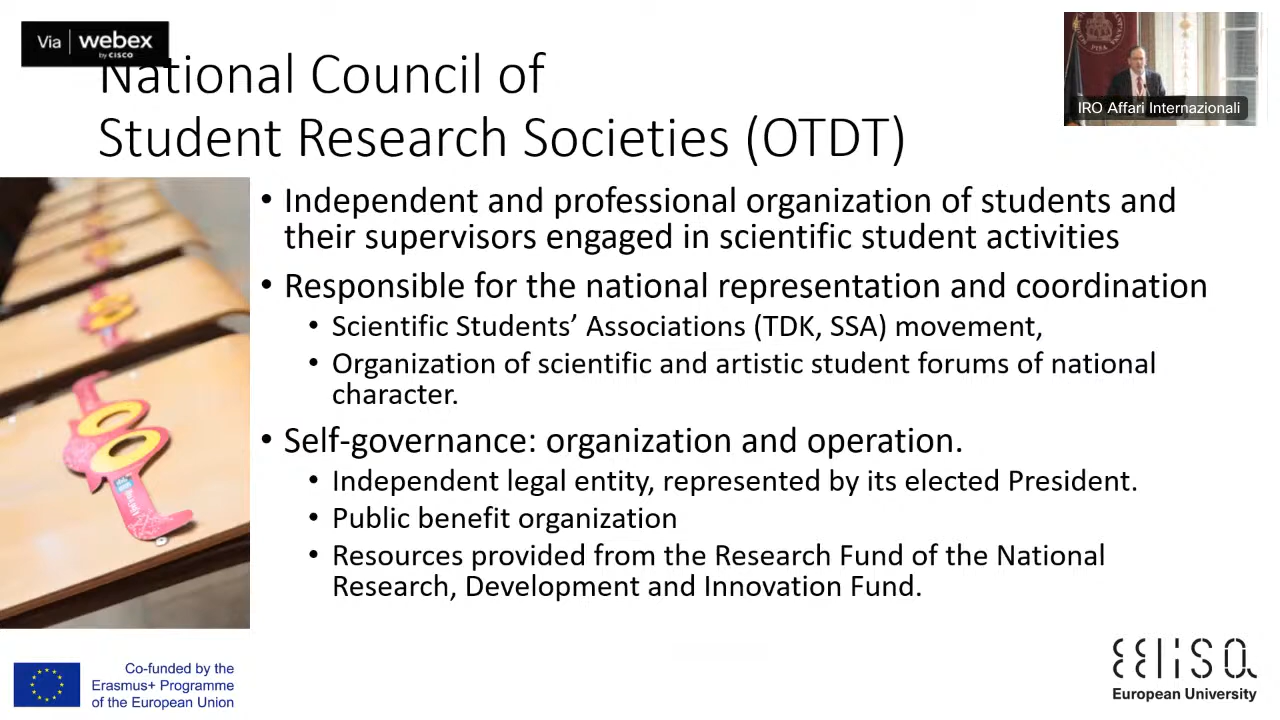 Via webex
by CISCO
National Council of
Student Research Societies (OTDT)
IRO Affari Internazionali
• Independent and professional organization of students and
their supervisors engaged in scientific student activities
• Responsible for the national representation and coordination
• Scientific Students’ Associations (TDK, SSA) movement,
• Organization of scientific and artistic student forums of national
character.
• Self-governance: organization and operation.
• Independent legal entity, represented by its elected President.
• Public benefit organization
• Resources provided from the Research Fund of the National
Research, Development and Innovation Fund.
Co-funded by the
Erasmus+ Programme
of the European Union
EELISA
European University